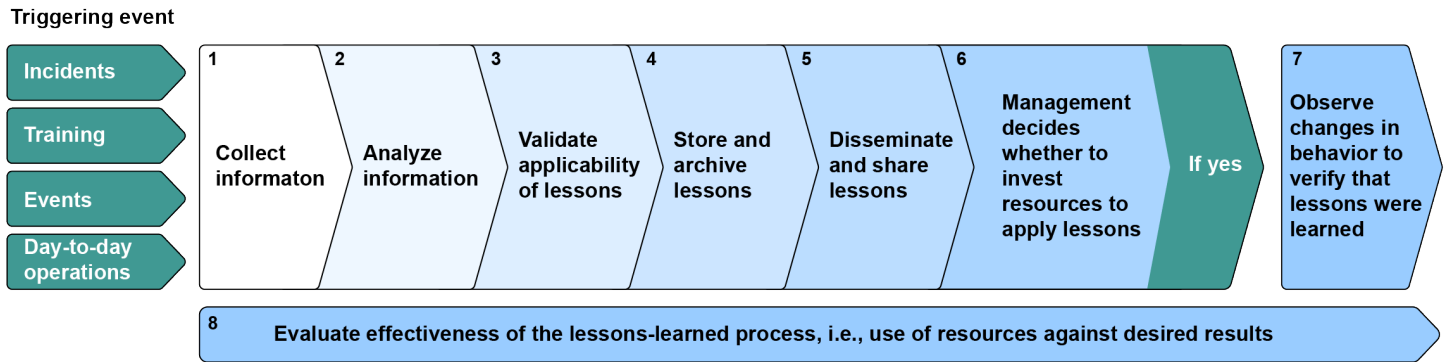 Triggering event
Incidents
Training
Events
Day-to-day
operations
1
Collect
informaton
2
Analyze
information
3
Validate
applicability
of lessons
4
Store and
archive
lessons
5
Disseminate
and share
lessons
6
Management
decides
whether to
invest
resources to
apply lessons
If yes
7
Observe
changes in
behavior to
verify that
lessons were
learned
8
Evaluate effectiveness of the lessons-learned process, i.e., use of resources against desired results